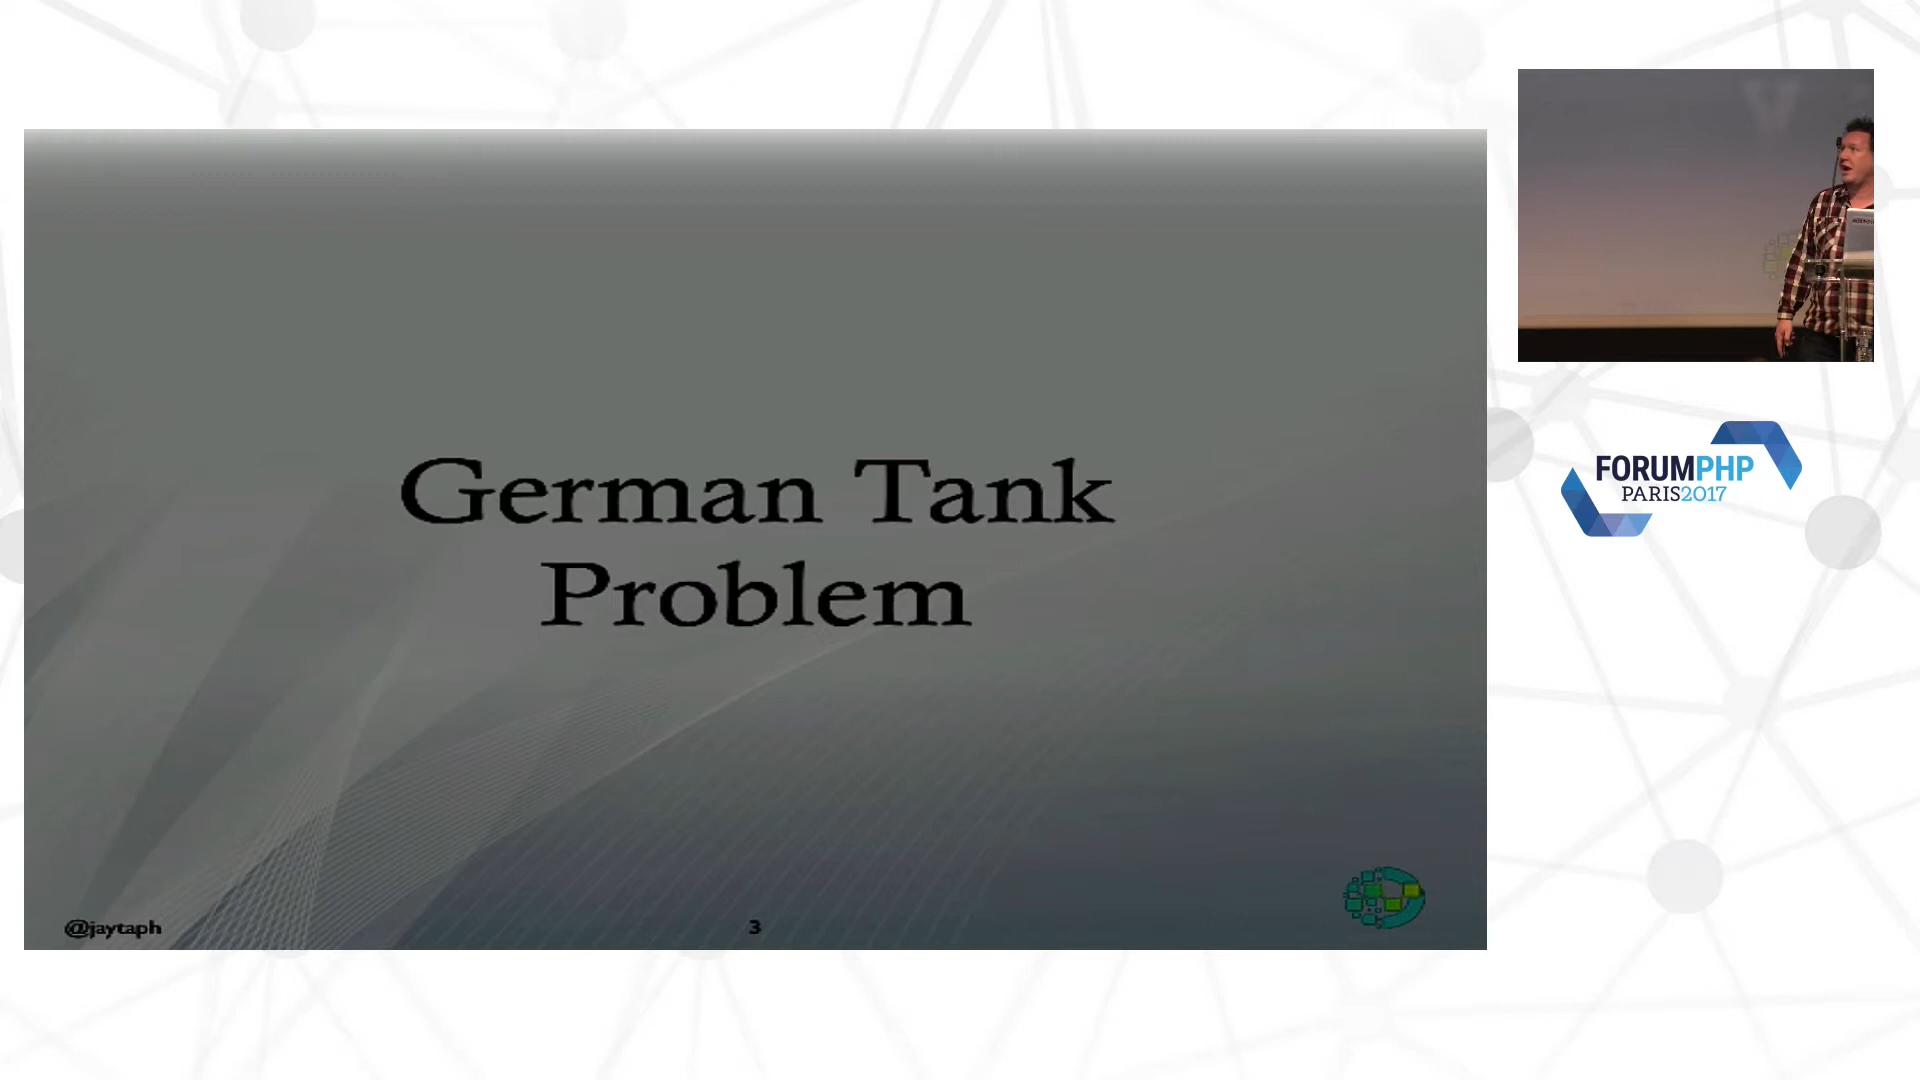 German Tank
Problem
@jaytaph
3
FORUMPHP
PARIS2017